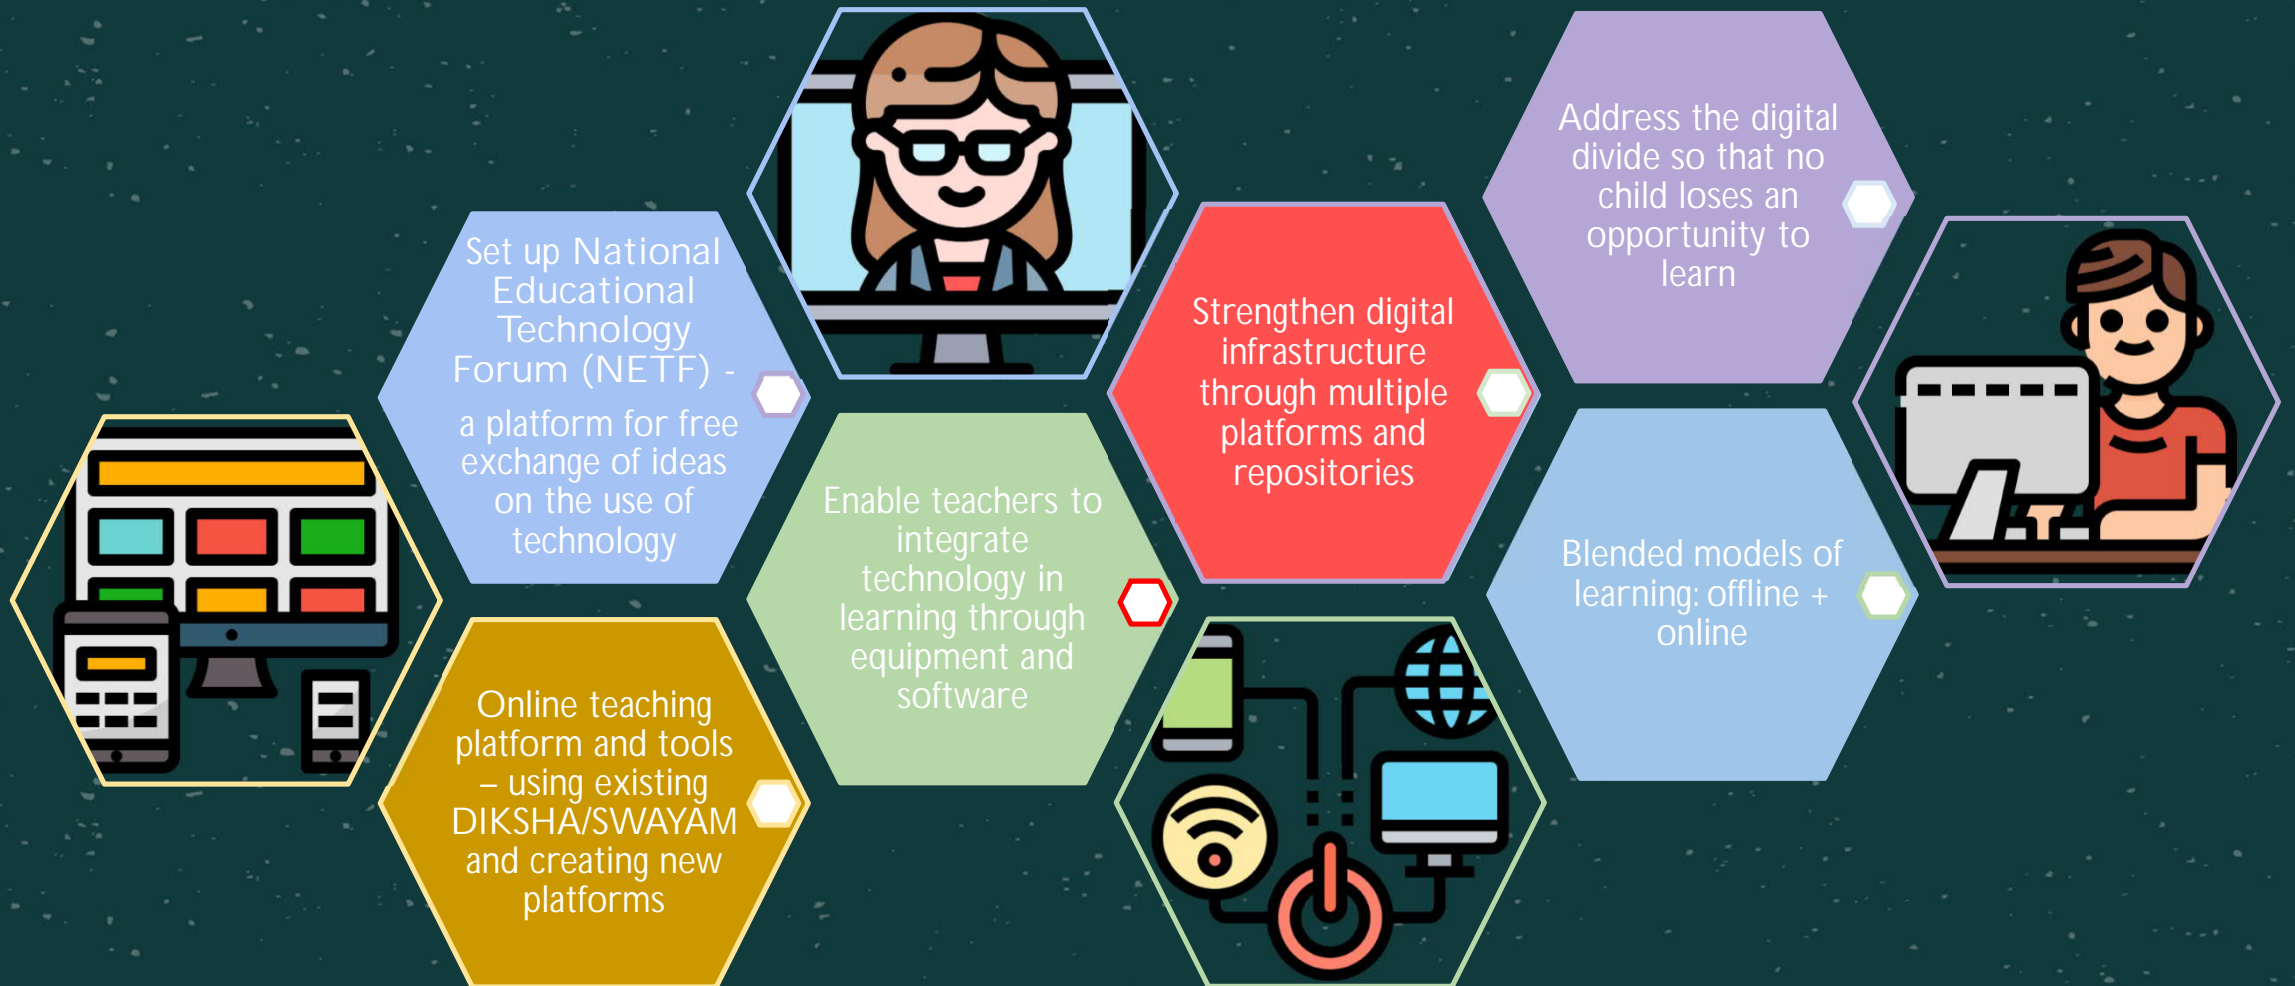 Set up National
Educational
Technology
Forum (NETF) -
a platform for free
exchange of ideas
on the use of
technology
Online teaching
platform and tools
– using existing
DIKSHA/SWAYAM
and creating new
platforms
Enable teachers to
integrate
technology in
learning through
equipment and
software
Strengthen digital
infrastructure
through multiple
platforms and
repositories
Address the digital
divide so that no
child loses an
opportunity to
learn
Blended models of
learning: offline +
online